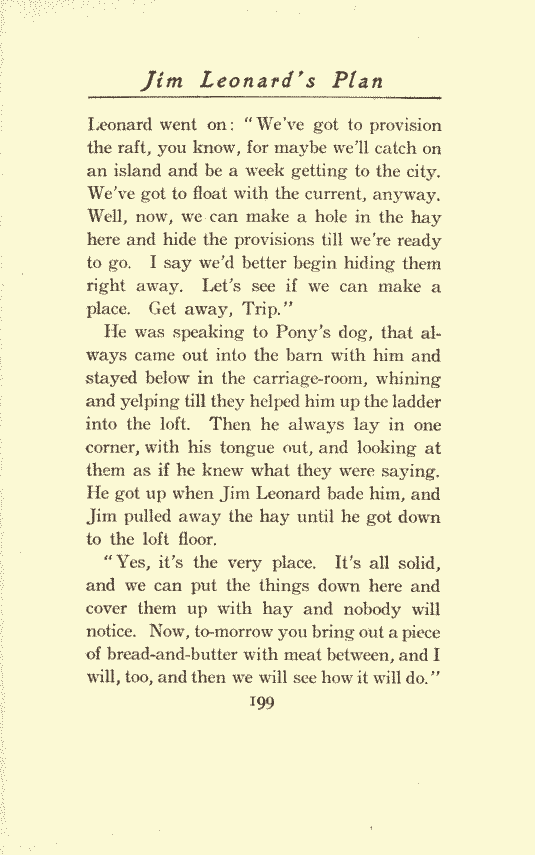 Jim Leonard's Plan
Leonard went on: "We've got to provision
the raft, you know, for maybe we'll catch on
an island and be a week getting to the city.
We've got to float with the current, anyway.
Well, now, we can make a hole in the hay
here and hide the provisions till we're ready
to go. I say we'd better begin hiding them
right away. Let's see if we can make a
place. Get away, Trip."
He was speaking to Pony's dog, that al-
ways came out into the barn with him and
stayed below in the carriage-room, whining
and yelping till they helped him up the ladder
into the loft. Then he always lay in one
corner, with his tongue out, and looking at
them as if he knew what they were saying.
He got up when Jim Leonard bade him, and
Jim pulled away the hay until he got down
to the loft floor.
"Yes, it's the very place. It's all solid,
and we can put the things down here and
cover them up with hay and nobody will
notice. Now, to-morrow you bring out a piece
of bread-and-butter with meat between, and I
will, too, and then we will see how it will do."
199